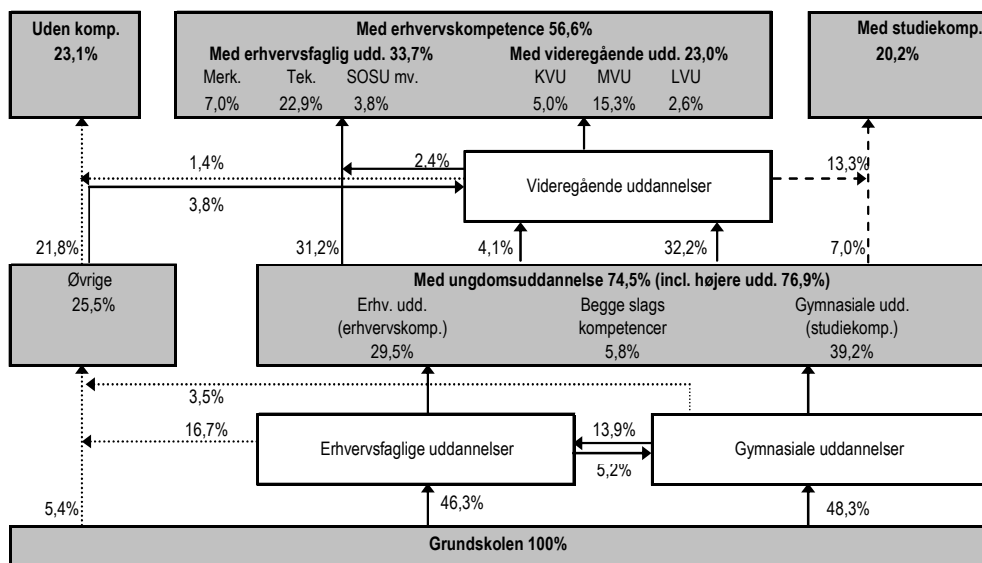 Uden komp.
23,1%
Med erhvervskompetence 56,6%
Med erhvervsfaglig udd. 33,7%
Med videregående udd. 23,0%
Merk. Tek. SOSU mv.
KVU MVU LVU
7,0% 22,9% 3,8%
5,0% 15,3% 2,6%
Med studiekomp.
20,2%
1,4%
2,4%
13,3%
Videregående uddannelser
3,8%
21,8%
31,2%
4,1%
32,2%
7,0%
Øvrige
25,5%
Med ungdomsuddannelse 74,5% (incl. højere udd. 76,9%)
Erhv. udd.
(erhvervskomp.)
29,5%
Begge slags
kompetencer
5,8%
Gymnasiale udd.
(studiekomp.)
39,2%
3,5%
16,7%
Erhvervsfaglige uddannelser
13,9%
5,2%
Gymnasiale uddannelser
5,4%
46,3%
48,3%
Grundskolen 100%